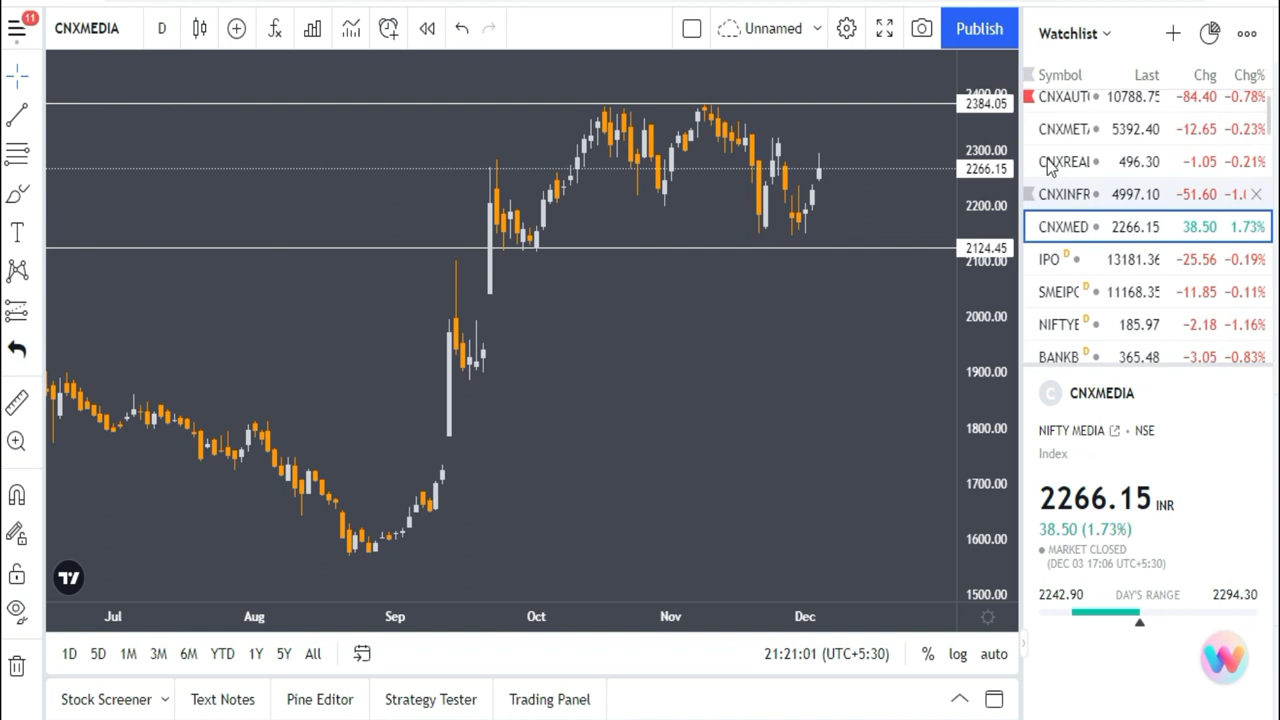 11
CNXMEDIA D Unnamed Publish
Watchlist
Symbol Last Chg Chg%
2400.00
2384.05
2300.00
2266.15
2200.00
2124.45
2100.00
2000.00
1900.00
1800.00
1700.00
1600.00
1500.00
Jul Aug Sep Oct Nov Dec
1D 5D 1M 3M 6M YTD 1Y 5Y All 21:21:01 (UTC+5:30) % log auto
Stock Screener Text Notes Pine Editor Strategy Tester Trading Panel
CNXAUT 10788.75 −84.40 −0.78%
CNXMET 5392.40 −12.65 −0.23%
CNXREAL 496.30 −1.05 −0.21%
CNXINFR 4997.10 −51.60
CNXMED 2266.15 38.50 1.73%
IPO D 13181.36 −25.56 −0.19%
SMEIPO D 11168.35 −11.85 −0.11%
NIFTYB D 185.97 −2.18 −1.16%
BANKB D 365.48 −3.05 −0.83%
C CNXMEDIA
NIFTY MEDIA • NSE
Index
2266.15 INR
38.50 (1.73%)
MARKET CLOSED
(DEC 03 17:06 UTC+5:30)
2242.90 DAY'S RANGE 2294.30